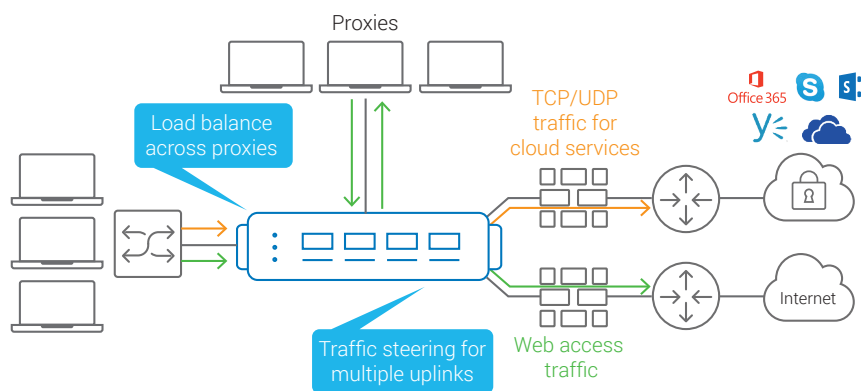 Proxies
Load balance
across proxies
TCP/UDP
traffic for
cloud services
Office 365
S
S
Y
Traffic steering for
multiple uplinks
Web access
traffic
Internet